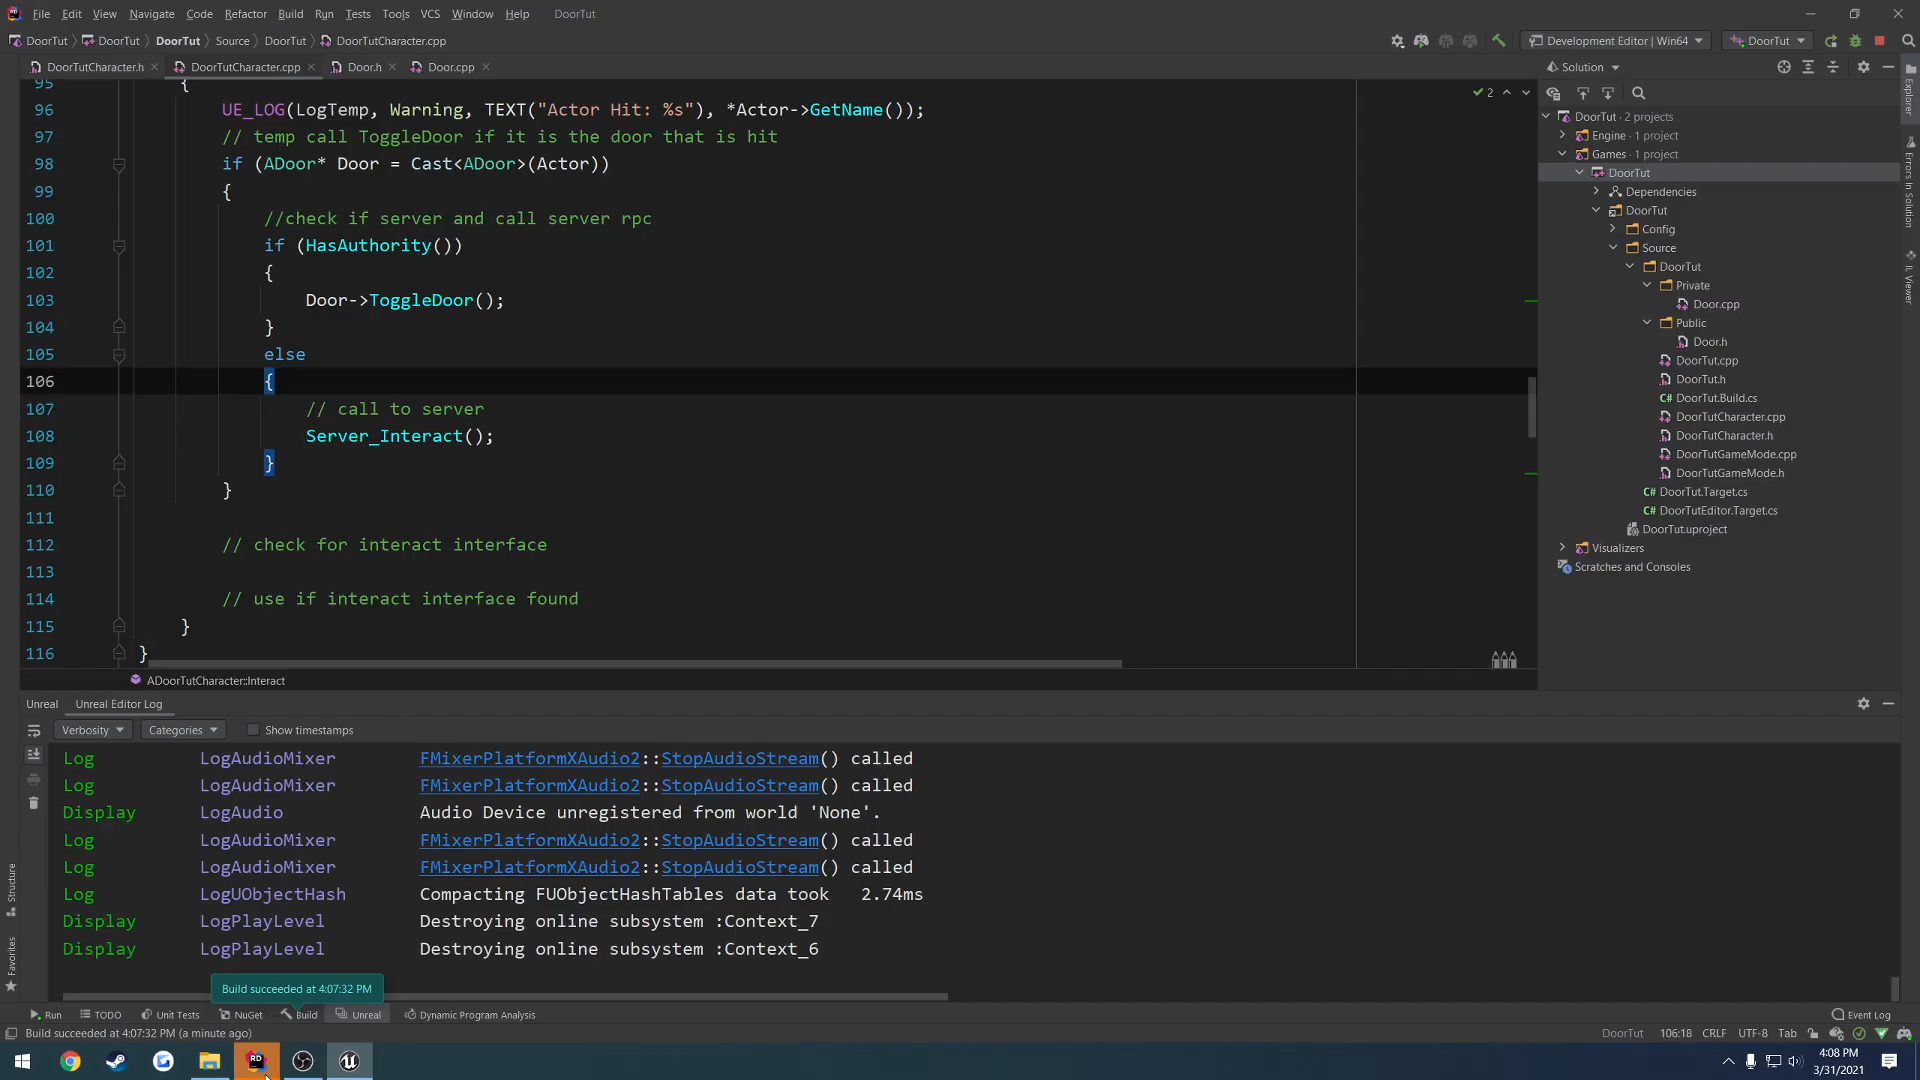 File Edit View Navigate Code Refactor Build Run Tests Tools VCS Window Help DoorTut
DoorTut DoorTut DoorTut Source DoorTut DoorTutCharacter.cpp Development Editor | Win64 DoorTut
DoorTutCharacter.h DoorTutCharacter.cpp Door.h Door.cpp
95 {
96 UE_LOG(LogTemp, Warning, TEXT("Actor Hit: %s"), *Actor->GetName());
97 // temp call ToggleDoor if it is the door that is hit
98 if (ADoor* Door = Cast<ADoor>(Actor))
99 {
100 //check if server and call server rpc
101 if (HasAuthority())
102 {
103 Door->ToggleDoor();
104 }
105 else
106 {
107 // call to server
108 Server_Interact();
109 }
110 }
111
112 // check for interact interface
113
114 // use if interact interface found
115 }
116 }
2
ADoorTutCharacter::Interact
Solution
DoorTut · 2 projects
Engine · 1 project
Games · 1 project
DoorTut
Dependencies
DoorTut
Config
Source
DoorTut
Private
Door.cpp
Public
Door.h
DoorTut.cpp
DoorTut.h
C# DoorTut.Build.cs
DoorTutCharacter.cpp
DoorTutCharacter.h
DoorTutGameMode.cpp
DoorTutGameMode.h
C# DoorTut.Target.cs
C# DoorTutEditor.Target.cs
DoorTut.uproject
Visualizers
Scratches and Consoles
Explorer
Errors In Solution
IL Viewer
Structure
Favorites
Unreal Unreal Editor Log
Verbosity Categories Show timestamps
Log LogAudioMixer FMixerPlatformXAudio2::StopAudioStream() called
Log LogAudioMixer FMixerPlatformXAudio2::StopAudioStream() called
Display LogAudio Audio Device unregistered from world 'None'.
Log LogAudioMixer FMixerPlatformXAudio2::StopAudioStream() called
Log LogAudioMixer FMixerPlatformXAudio2::StopAudioStream() called
Log LogUObjectHash Compacting FUObjectHashTables data took 2.74ms
Display LogPlayLevel Destroying online subsystem :Context_7
Display LogPlayLevel Destroying online subsystem :Context_6
Build succeeded at 4:07:32 PM
Run TODO Unit Tests NuGet Build Unreal Dynamic Program Analysis Event Log
Build succeeded at 4:07:32 PM (a minute ago) DoorTut 106:18 CRLF UTF-8 Tab
RD
4:08 PM
3/31/2021